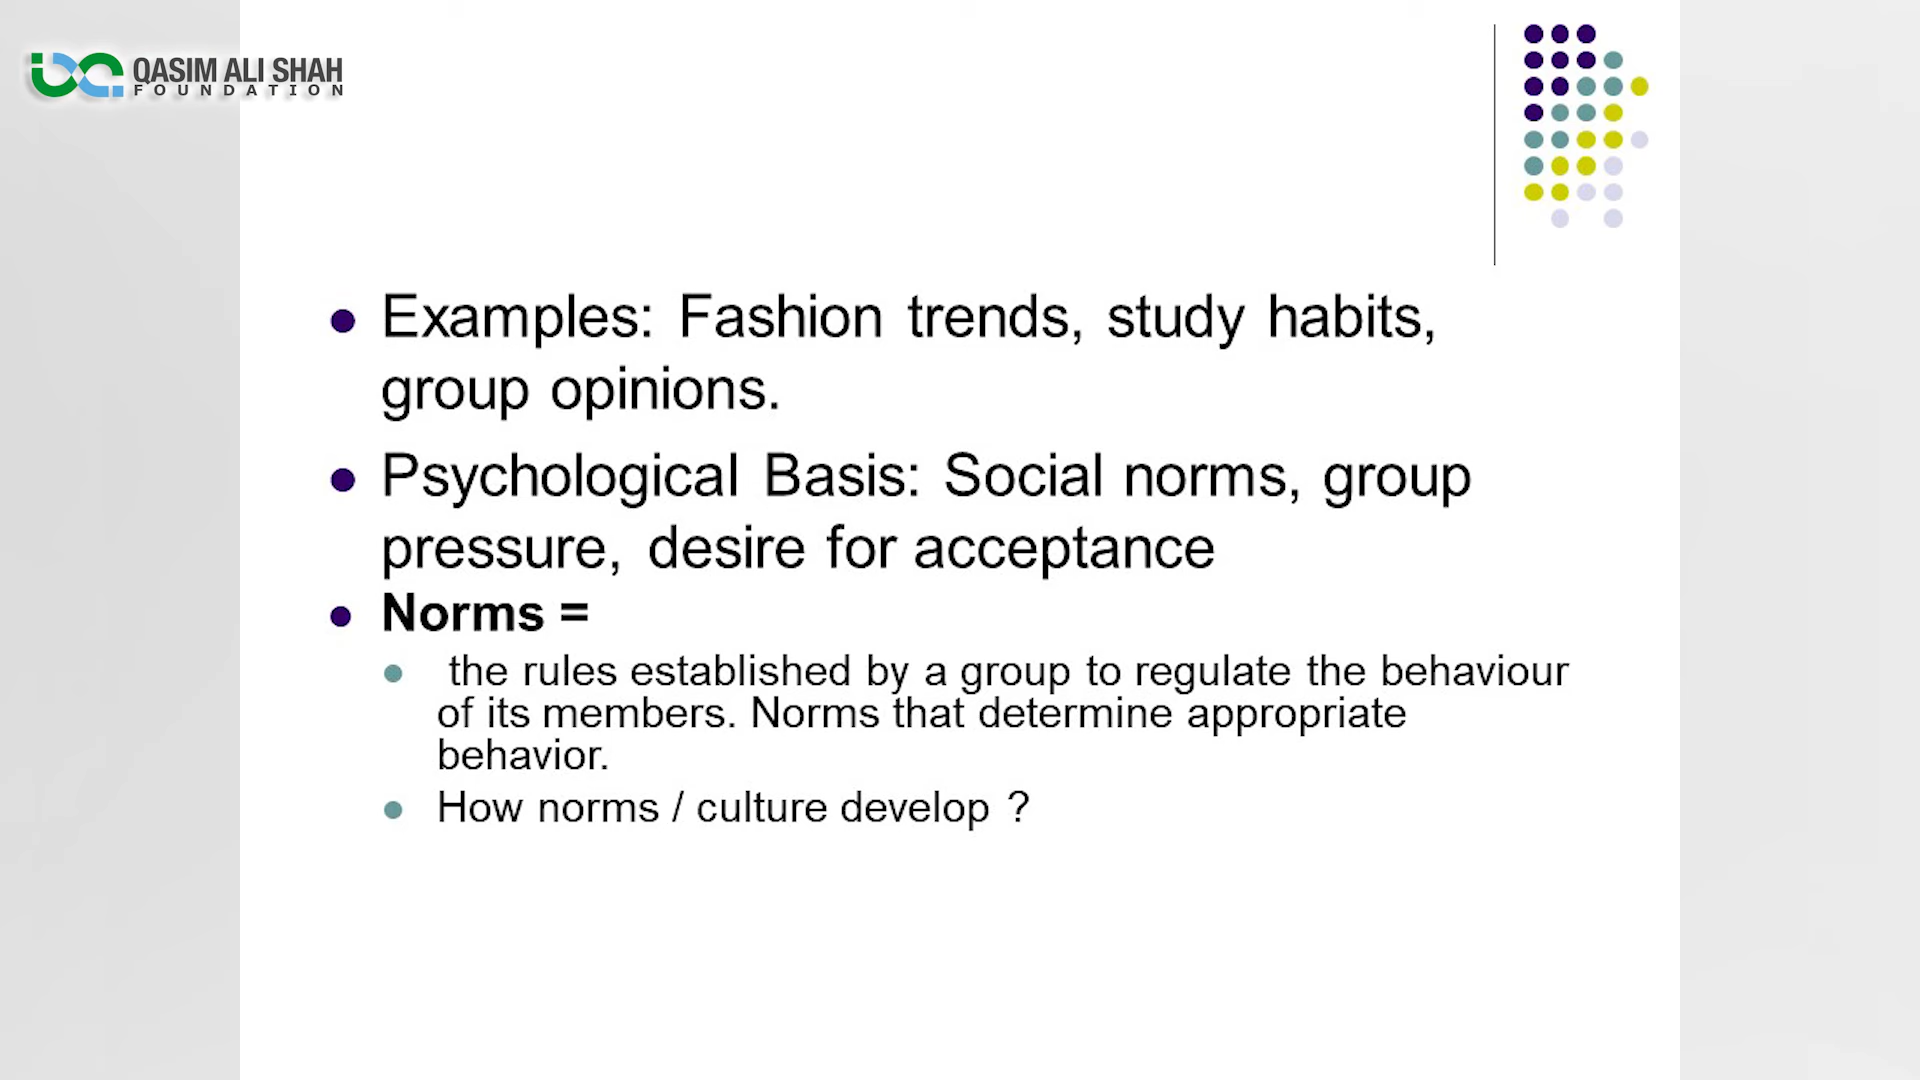 QASIM ALI SHAH
FOUNDATION
Examples: Fashion trends, study habits,
group opinions.
Psychological Basis: Social norms, group
pressure, desire for acceptance
Norms =
the rules established by a group to regulate the behaviour
of its members. Norms that determine appropriate
behavior.
How norms / culture develop ?